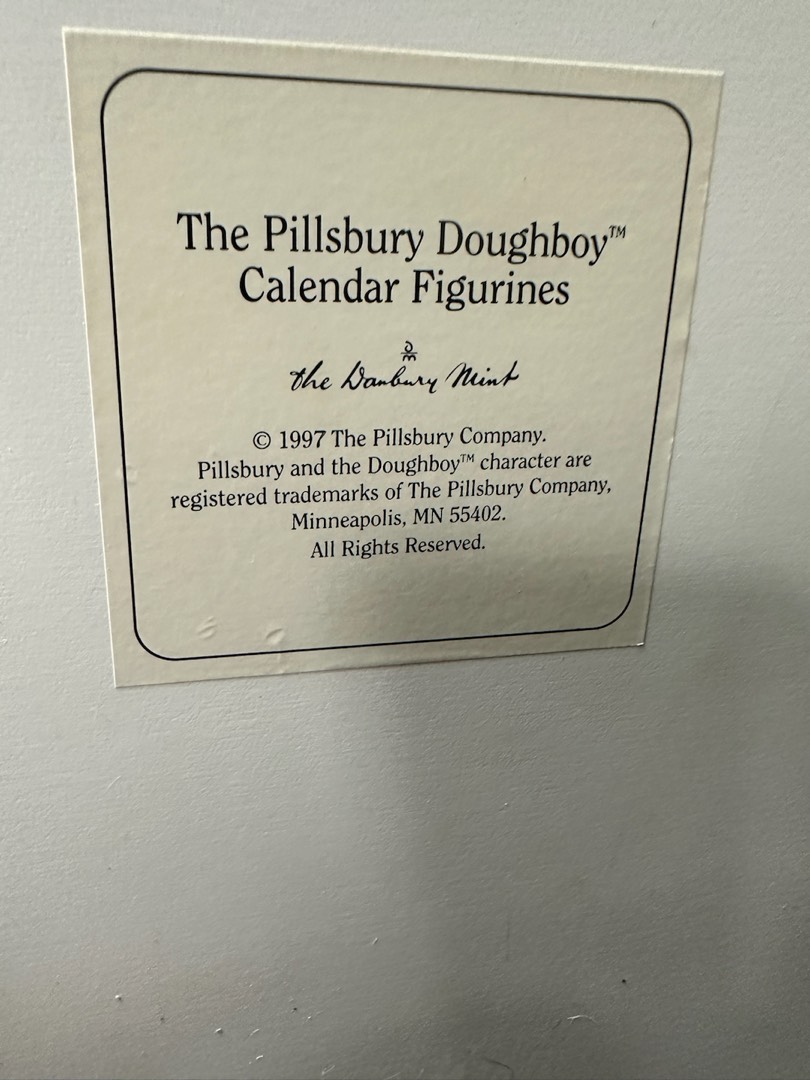 The Pillsbury Doughboy™
Calendar Figurines
DM
the Danbury Mint
© 1997 The Pillsbury Company.
Pillsbury and the Doughboy™ character are
registered trademarks of The Pillsbury Company,
Minneapolis, MN 55402.
All Rights Reserved.